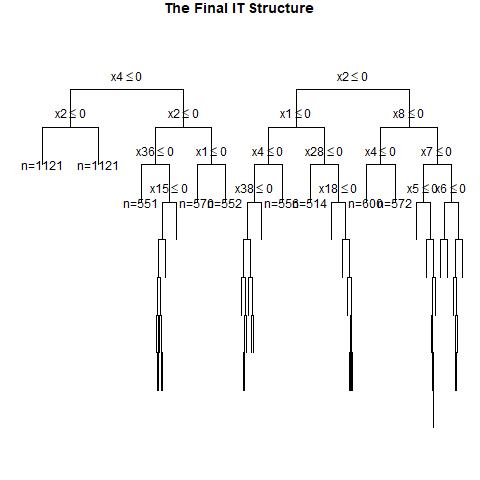 The Final IT Structure
x4 ≤ 0 x2 ≤ 0
x2 ≤ 0 x2 ≤ 0 x1 ≤ 0 x8 ≤ 0
x36 ≤ 0 x1 ≤ 0 x4 ≤ 0 x28 ≤ 0 x4 ≤ 0 x7 ≤ 0
n=1121 n=1121
x15 ≤ 0 x38 ≤ 0 x18 ≤ 0 x5 ≤ 0 x6 ≤ 0
n=551 n=570 n=552 n=514 n=600 n=572